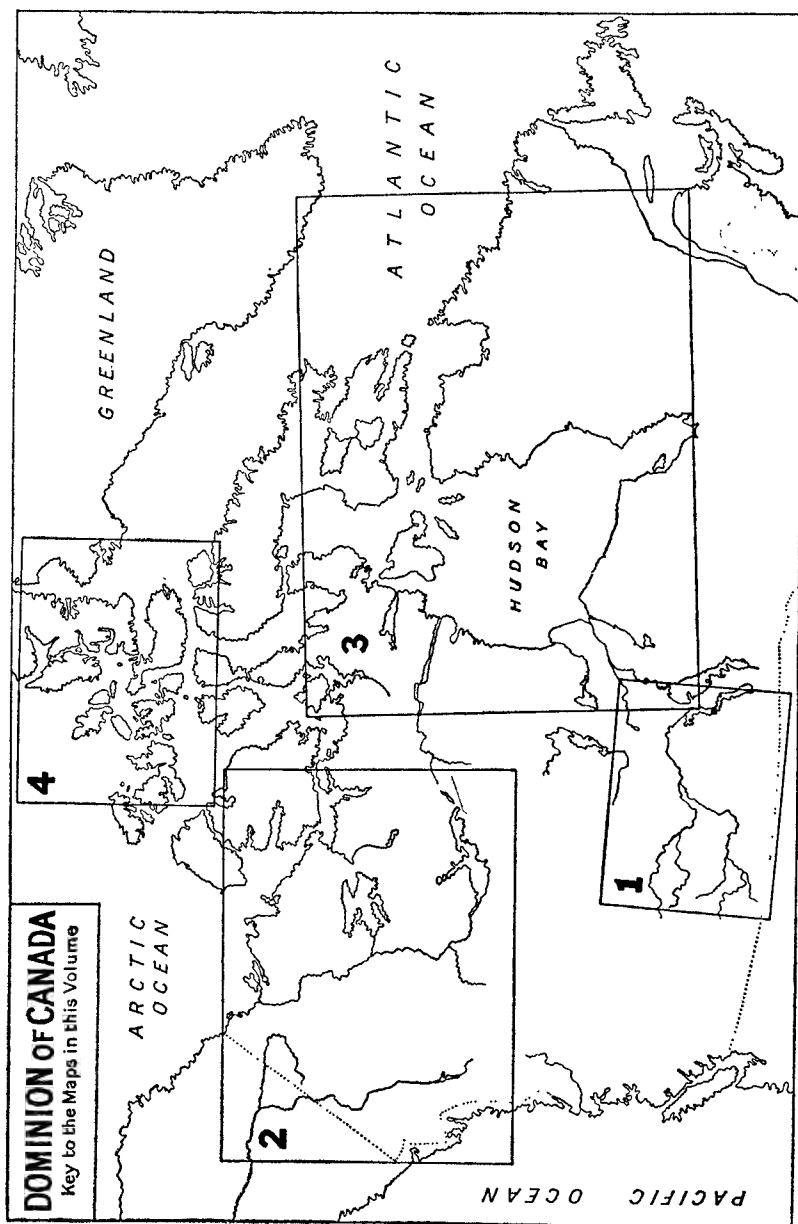 DOMINION OF CANADA
Key to the Maps in this Volume
GREENLAND
ARCTIC
OCEAN
ATLANTIC
OCEAN
HUDSON
BAY
PACIFIC OCEAN
4
3
2
1